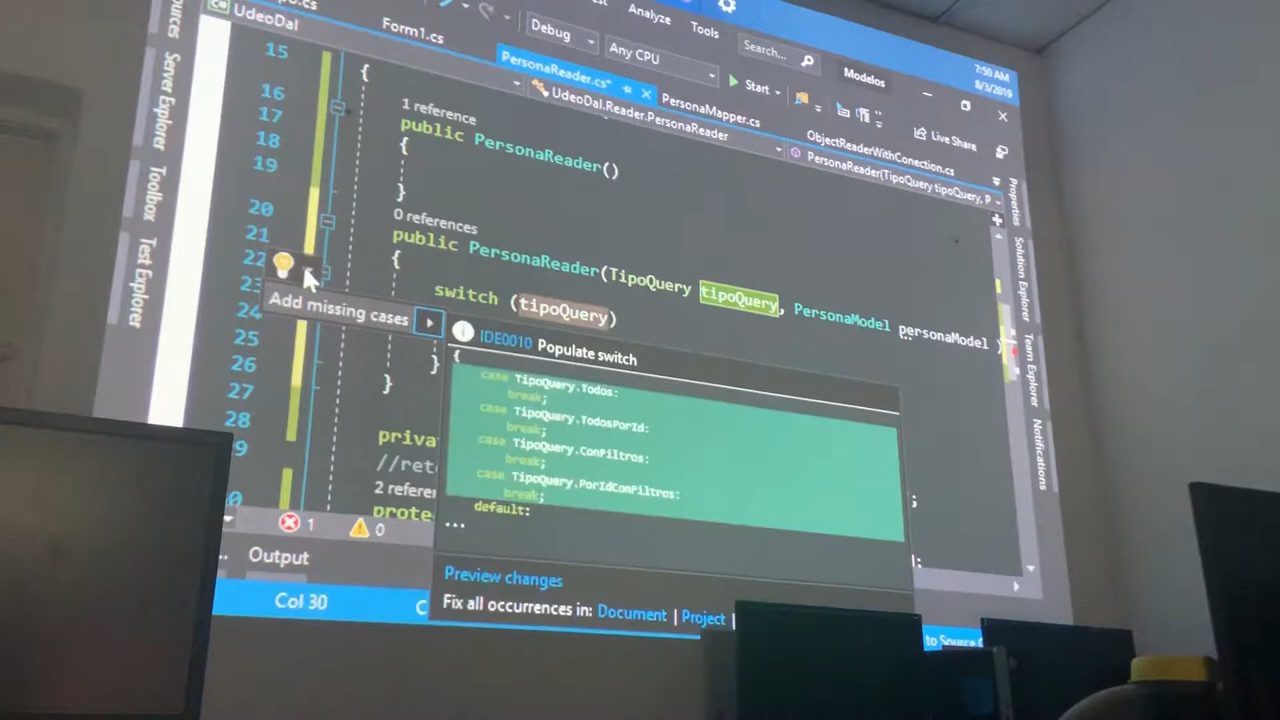 Analyze
Tools
Search...
Modelos
7:50 AM
8/3/2019
Debug
Any CPU
Start
Live Share
UdeoDal
Form1.cs
PersonaReader.cs*
PersonaMapper.cs
ObjectReaderWithConection.cs
UdeoDal.Reader.PersonaReader
PersonaReader(TipoQuery tipoQuery, P
Server Explorer
Toolbox
Test Explorer
Properties
Solution Explorer
Team Explorer
Notifications
15
{
16
1 reference
17
public PersonaReader()
18
{
19
}
0 references
20
public PersonaReader(TipoQuery tipoQuery, PersonaModel personaModel )
21
{
22
switch (tipoQuery)
23
24
25
}
26
}
27
28
priva
//ret
2 refere
prote
Add missing cases
IDE0010 Populate switch
{
case TipoQuery.Todos:
break;
case TipoQuery.TodosPorId:
break;
case TipoQuery.ConFiltros:
break;
case TipoQuery.PorIdConFiltros:
break;
default:
...
Preview changes
Fix all occurrences in: Document | Project |
1
0
Output
Col 30
to Source C